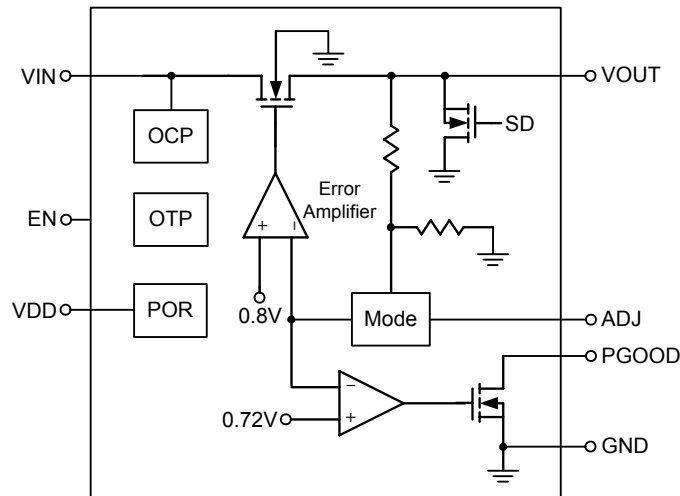 VIN
VOUT
OCP
SD
Error
Amplifier
EN
OTP
+
−
VDD
POR
0.8V
Mode
ADJ
PGOOD
−
0.72V
+
GND